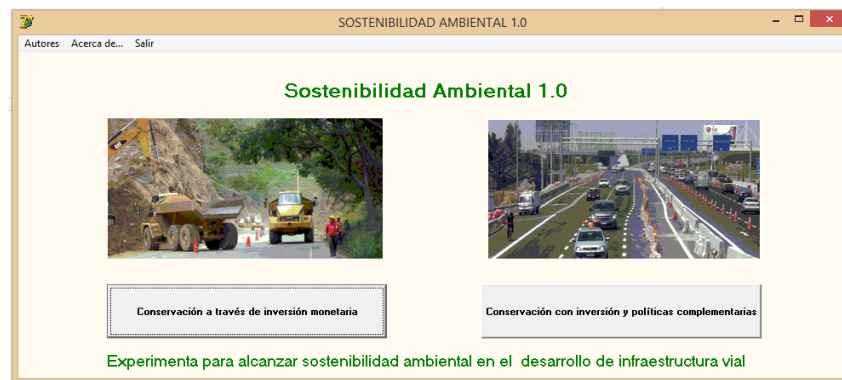 SOSTENIBILIDAD AMBIENTAL 1.0
Autores Acerca de... Salir
Sostenibilidad Ambiental 1.0
Conservación a través de inversión monetaria
Conservación con inversión y políticas complementarias
Experimenta para alcanzar sostenibilidad ambiental en el desarrollo de infraestructura vial